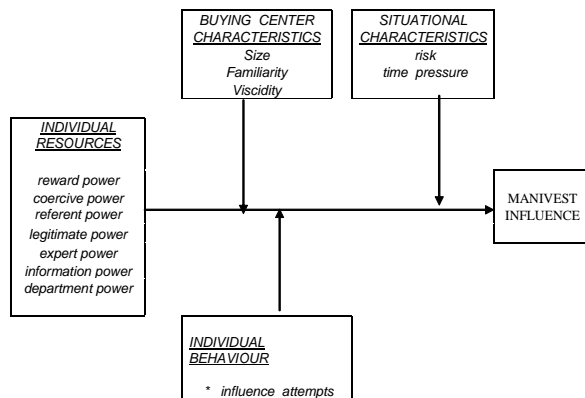 BUYING CENTER
CHARACTERISTICS
Size
Familiarity
Viscidity
SITUATIONAL
CHARACTERISTICS
risk
time pressure
INDIVIDUAL
RESOURCES
reward power
coercive power
referent power
legitimate power
expert power
information power
department power
MANIVEST
INFLUENCE
INDIVIDUAL
BEHAVIOUR
* influence attempts